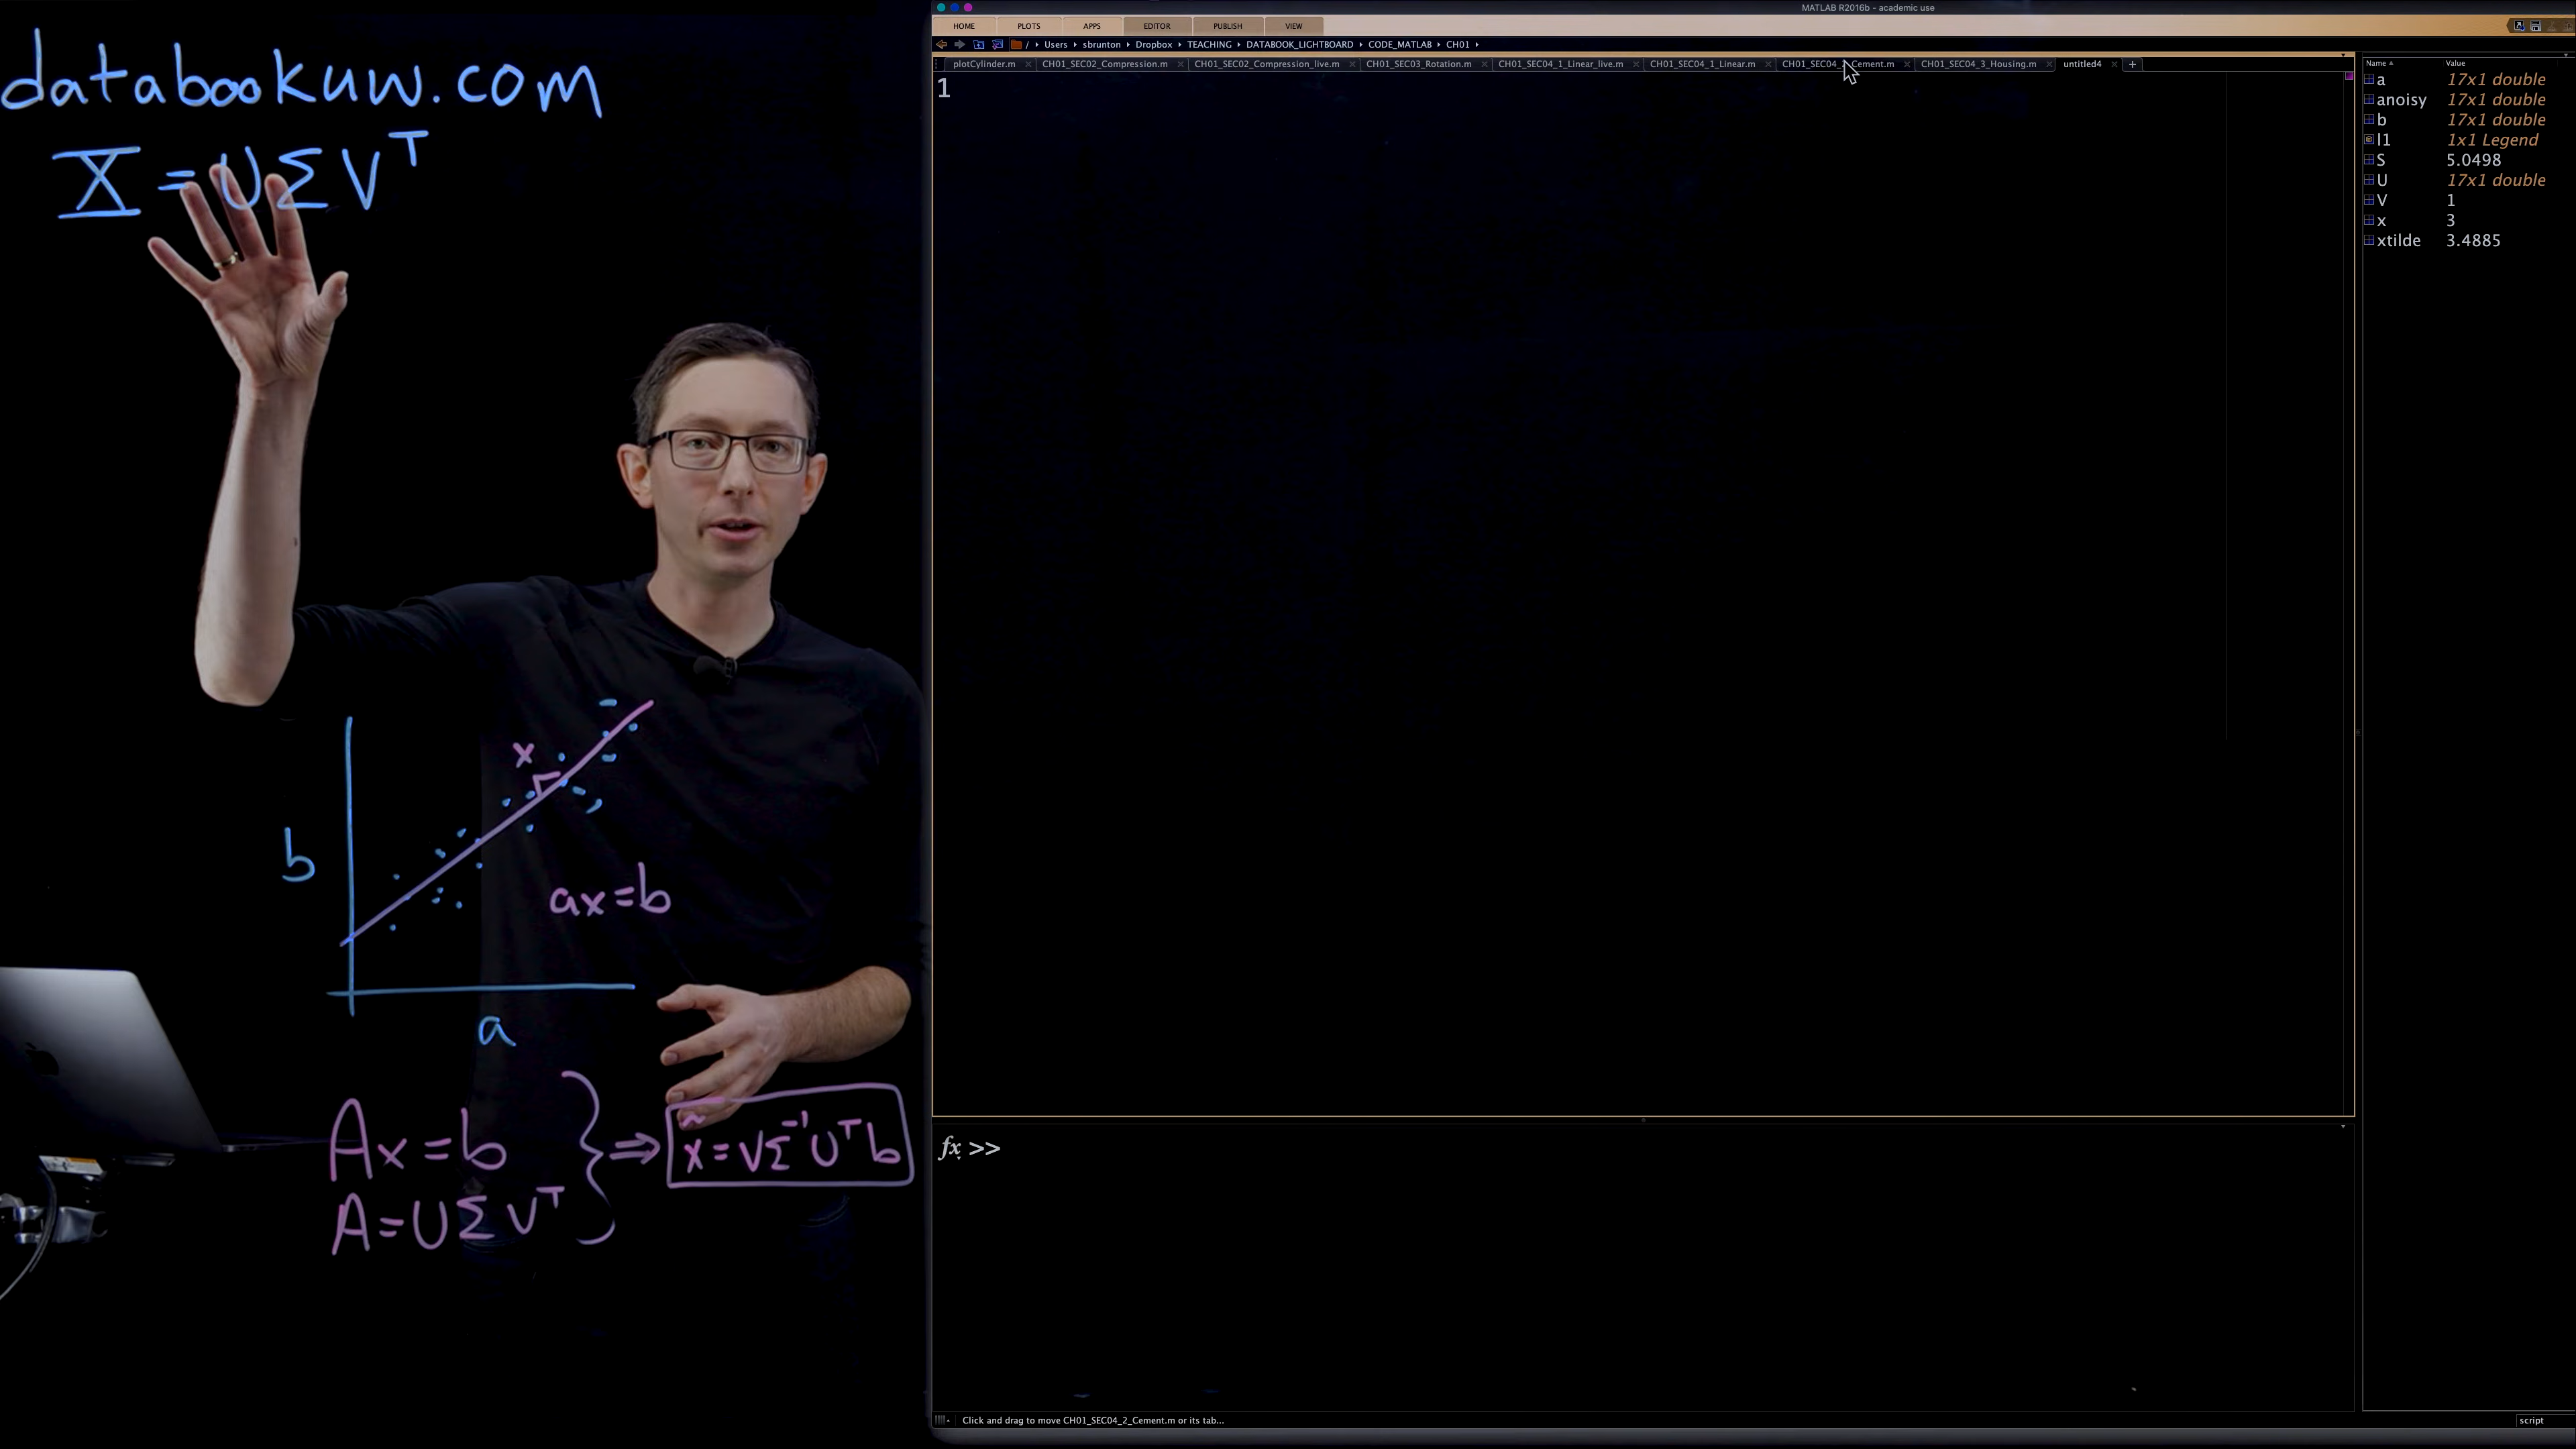 databookuw.com
X = UΣVᵀ
b
x
ax=b
a
Ax=b
A=UΣVᵀ
} ⇒ x̃=VΣ⁻¹Uᵀb
MATLAB R2016b - academic use
HOME PLOTS APPS EDITOR PUBLISH VIEW
/ ▸ Users ▸ sbrunton ▸ Dropbox ▸ TEACHING ▸ DATABOOK_LIGHTBOARD ▸ CODE_MATLAB ▸ CH01 ▸
plotCylinder.m CH01_SEC02_Compression.m CH01_SEC02_Compression_live.m CH01_SEC03_Rotation.m CH01_SEC04_1_Linear_live.m CH01_SEC04_1_Linear.m CH01_SEC04_2_Cement.m CH01_SEC04_3_Housing.m untitled4 +
1
fx >>
Click and drag to move CH01_SEC04_2_Cement.m or its tab...
Name Value
a 17x1 double
anoisy 17x1 double
b 17x1 double
l1 1x1 Legend
S 5.0498
U 17x1 double
V 1
x 3
xtilde 3.4885
script